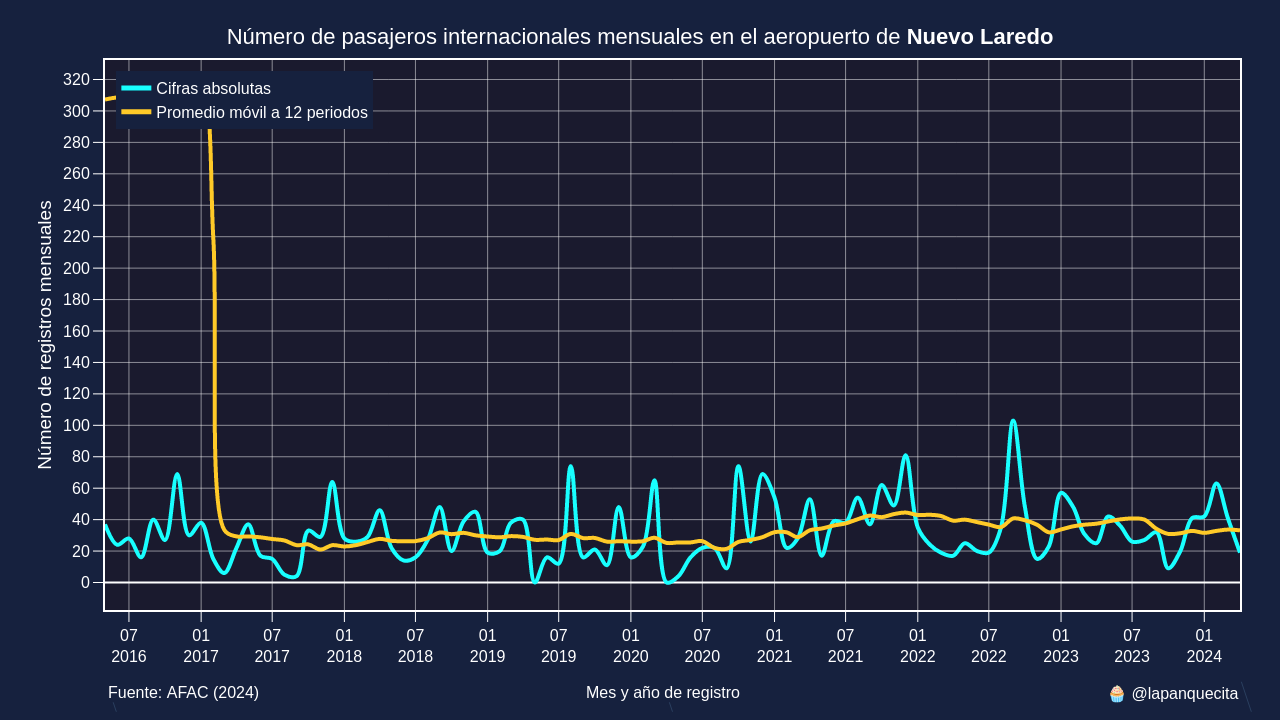 Número de pasajeros internacionales mensuales en el aeropuerto de Nuevo Laredo
Cifras absolutas
Promedio móvil a 12 periodos
Número de registros mensuales
320
300
280
260
240
220
200
180
160
140
120
100
80
60
40
20
0
07 01 07 01 07 01 07 01 07 01 07 01 07 01 07 01
2016 2017 2017 2018 2018 2019 2019 2020 2020 2021 2021 2022 2022 2023 2023 2024
Fuente: AFAC (2024)
Mes y año de registro
🧁 @lapanquecita